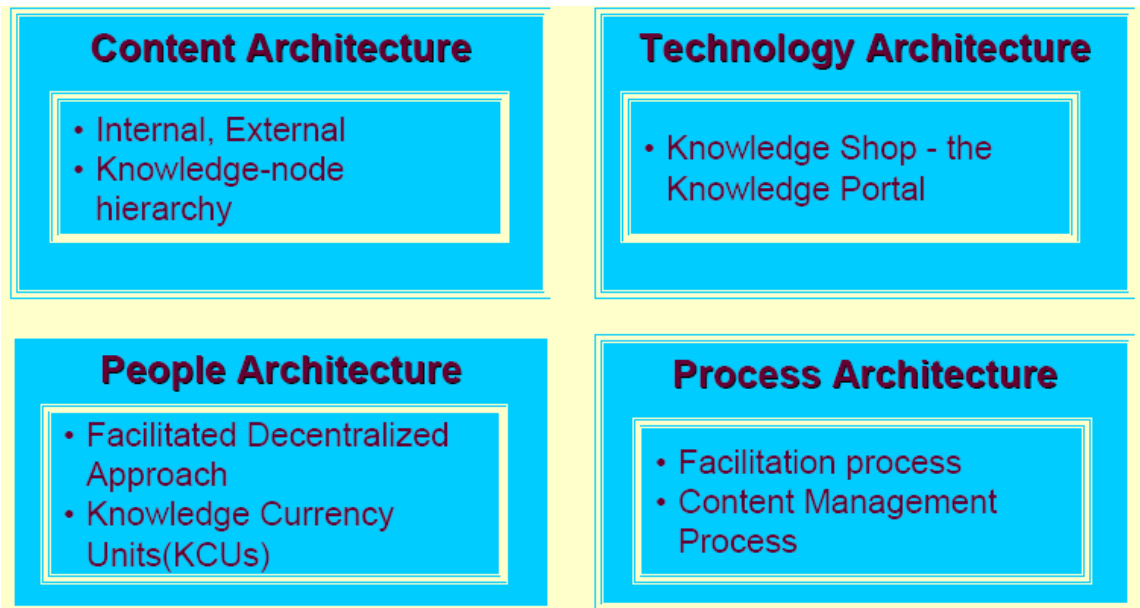 Content Architecture
• Internal, External
• Knowledge-node
hierarchy
Technology Architecture
• Knowledge Shop - the
Knowledge Portal
People Architecture
• Facilitated Decentralized
Approach
• Knowledge Currency
Units(KCUs)
Process Architecture
• Facilitation process
• Content Management
Process